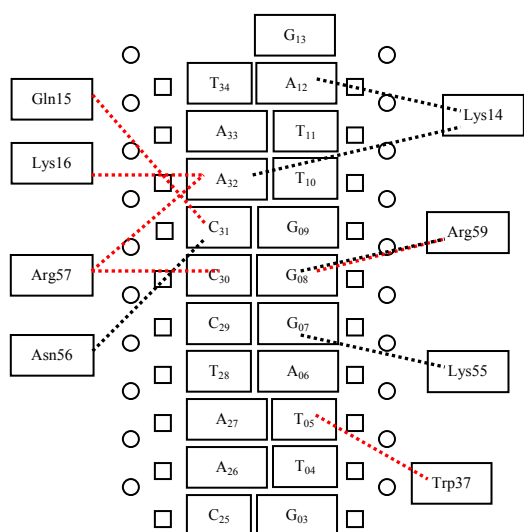 G₁₃
T₃₄ A₁₂
Gln15
Lys14
A₃₃ T₁₁
Lys16
A₃₂ T₁₀
C₃₁ G₀₉
Arg59
Arg57
C₃₀ G₀₈
C₂₉ G₀₇
Asn56
T₂₈ A₀₆
Lys55
A₂₇ T₀₅
A₂₆ T₀₄
Trp37
C₂₅ G₀₃